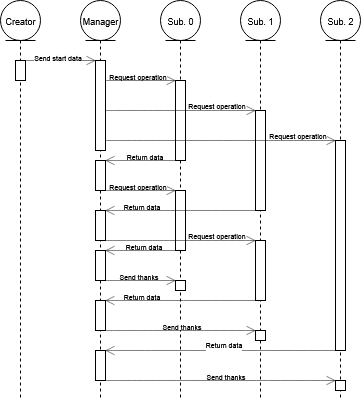 Creator Manager Sub. 0 Sub. 1 Sub. 2
Send start data
Request operation
Request operation
Request operation
Return data
Request operation
Return data
Request operation
Return data
Send thanks
Return data
Send thanks
Return data
Send thanks